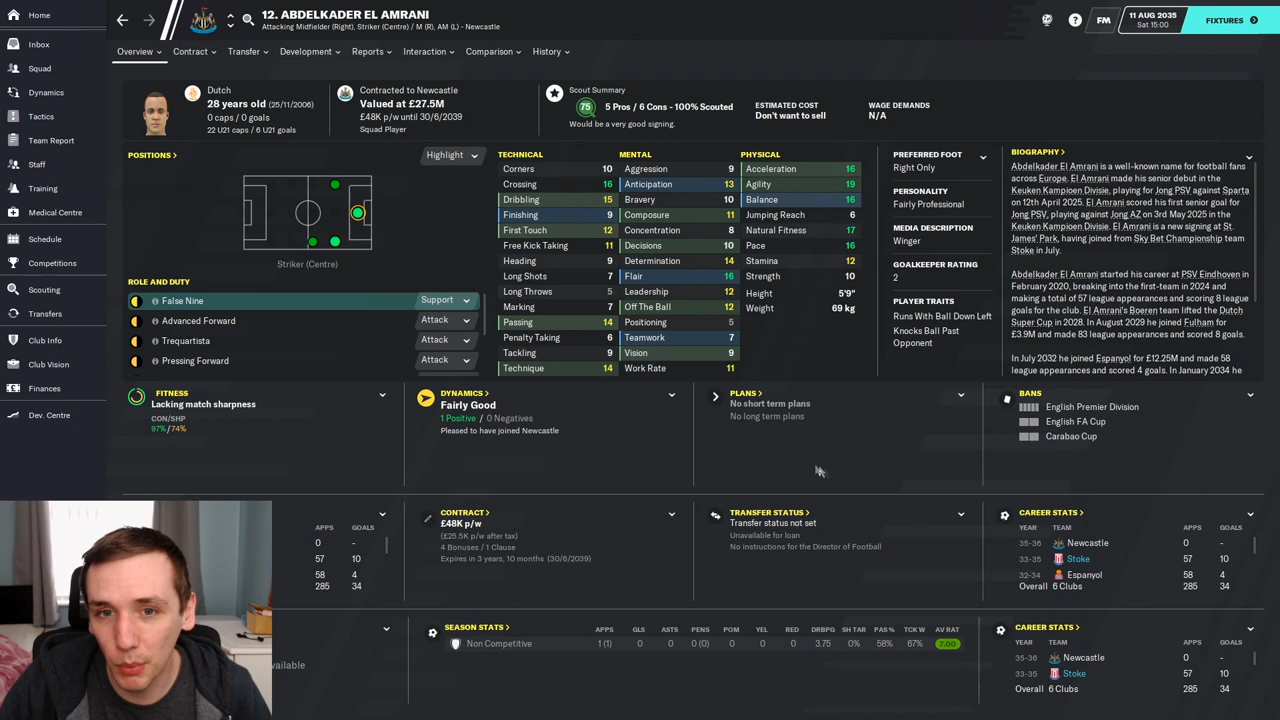 Home
Inbox
Squad
Dynamics
Tactics
Team Report
Staff
Training
Medical Centre
Schedule
Competitions
Scouting
Transfers
Club Info
Club Vision
Finances
Dev. Centre
12. ABDELKADER EL AMRANI
Attacking Midfielder (Right), Striker (Centre) / M (R), AM (L) - Newcastle
?
FM
11 AUG 2035
Sat 15:00
FIXTURES
Overview
Contract
Transfer
Development
Reports
Interaction
Comparison
History
Dutch
28 years old (25/11/2006)
0 caps / 0 goals
22 U21 caps / 6 U21 goals
Contracted to Newcastle
Valued at £27.5M
£48K p/w until 30/6/2039
Squad Player
Scout Summary
75
5 Pros / 6 Cons - 100% Scouted
Would be a very good signing.
ESTIMATED COST
Don't want to sell
WAGE DEMANDS
N/A
POSITIONS
Highlight
Striker (Centre)
ROLE AND DUTY
False Nine Support
Advanced Forward Attack
Trequartista Attack
Pressing Forward Attack
TECHNICAL
Corners 10
Crossing 16
Dribbling 15
Finishing 9
First Touch 12
Free Kick Taking 11
Heading 9
Long Shots 7
Long Throws 5
Marking 7
Passing 14
Penalty Taking 6
Tackling 9
Technique 14
MENTAL
Aggression 9
Anticipation 13
Bravery 10
Composure 11
Concentration 8
Decisions 10
Determination 14
Flair 16
Leadership 12
Off The Ball 12
Positioning 5
Teamwork 7
Vision 9
Work Rate 11
PHYSICAL
Acceleration 16
Agility 19
Balance 16
Jumping Reach 6
Natural Fitness 17
Pace 16
Stamina 12
Strength 10
Height 5'9"
Weight 69 kg
PREFERRED FOOT
Right Only
PERSONALITY
Fairly Professional
MEDIA DESCRIPTION
Winger
GOALKEEPER RATING
2
PLAYER TRAITS
Runs With Ball Down Left
Knocks Ball Past
Opponent
BIOGRAPHY
Abdelkader El Amrani is a well-known name for football fans
across Europe. El Amrani made his senior debut in the
Keuken Kampioen Divisie, playing for Jong PSV against Sparta
on 12th April 2025. El Amrani scored his first senior goal for
Jong PSV, playing against Jong AZ on 3rd May 2025 in the
Keuken Kampioen Divisie. El Amrani is a new signing at St.
James' Park, having joined from Sky Bet Championship team
Stoke in July.
Abdelkader El Amrani started his career at PSV Eindhoven in
February 2020, breaking into the first-team in 2024 and
making a total of 57 league appearances and scoring 8 league
goals for the club. El Amrani's Boeren team lifted the Dutch
Super Cup in 2028. In August 2029 he joined Fulham for
£3.9M and made 83 league appearances and scored 8 goals.
In July 2032 he joined Espanyol for £12.25M and made 58
league appearances and scored 4 goals. In January 2034 he
FITNESS
Lacking match sharpness
CON/SHP
97%/74%
DYNAMICS
Fairly Good
1 Positive / 0 Negatives
Pleased to have joined Newcastle
PLANS
No short term plans
No long term plans
BANS
English Premier Division
English FA Cup
Carabao Cup
APPS GOALS
0 -
57 10
58 4
285 34
CONTRACT
£48K p/w
(£25.5K p/w after tax)
4 Bonuses / 1 Clause
Expires in 3 years, 10 months (30/6/2039)
TRANSFER STATUS
Transfer status not set
Unavailable for loan
No instructions for the Director of Football
CAREER STATS
YEAR TEAM APPS GOALS
35-36 Newcastle 0 -
33-35 Stoke 57 10
32-34 Espanyol 58 4
Overall 6 Clubs 285 34
available
SEASON STATS
APPS GLS ASTS PENS POM YEL RED DRBPG SH TAR PAS% TCK W AV RAT
Non Competitive 1 (1) 0 0 0 (0) 0 0 0 3.75 0% 58% 67% 7.00
CAREER STATS
YEAR TEAM APPS GOALS
35-36 Newcastle 0 -
33-35 Stoke 57 10
Overall 6 Clubs 285 34